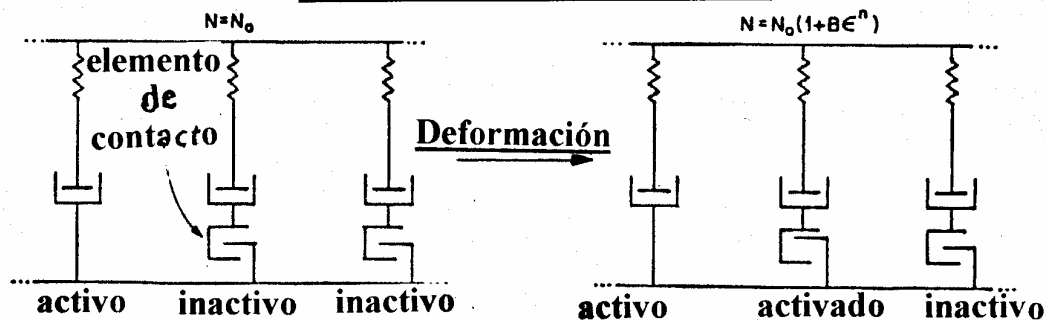 N=N₀
N=N₀(1+Bϵⁿ)
elemento
de
contacto
Deformación
activo inactivo inactivo
activo activado inactivo